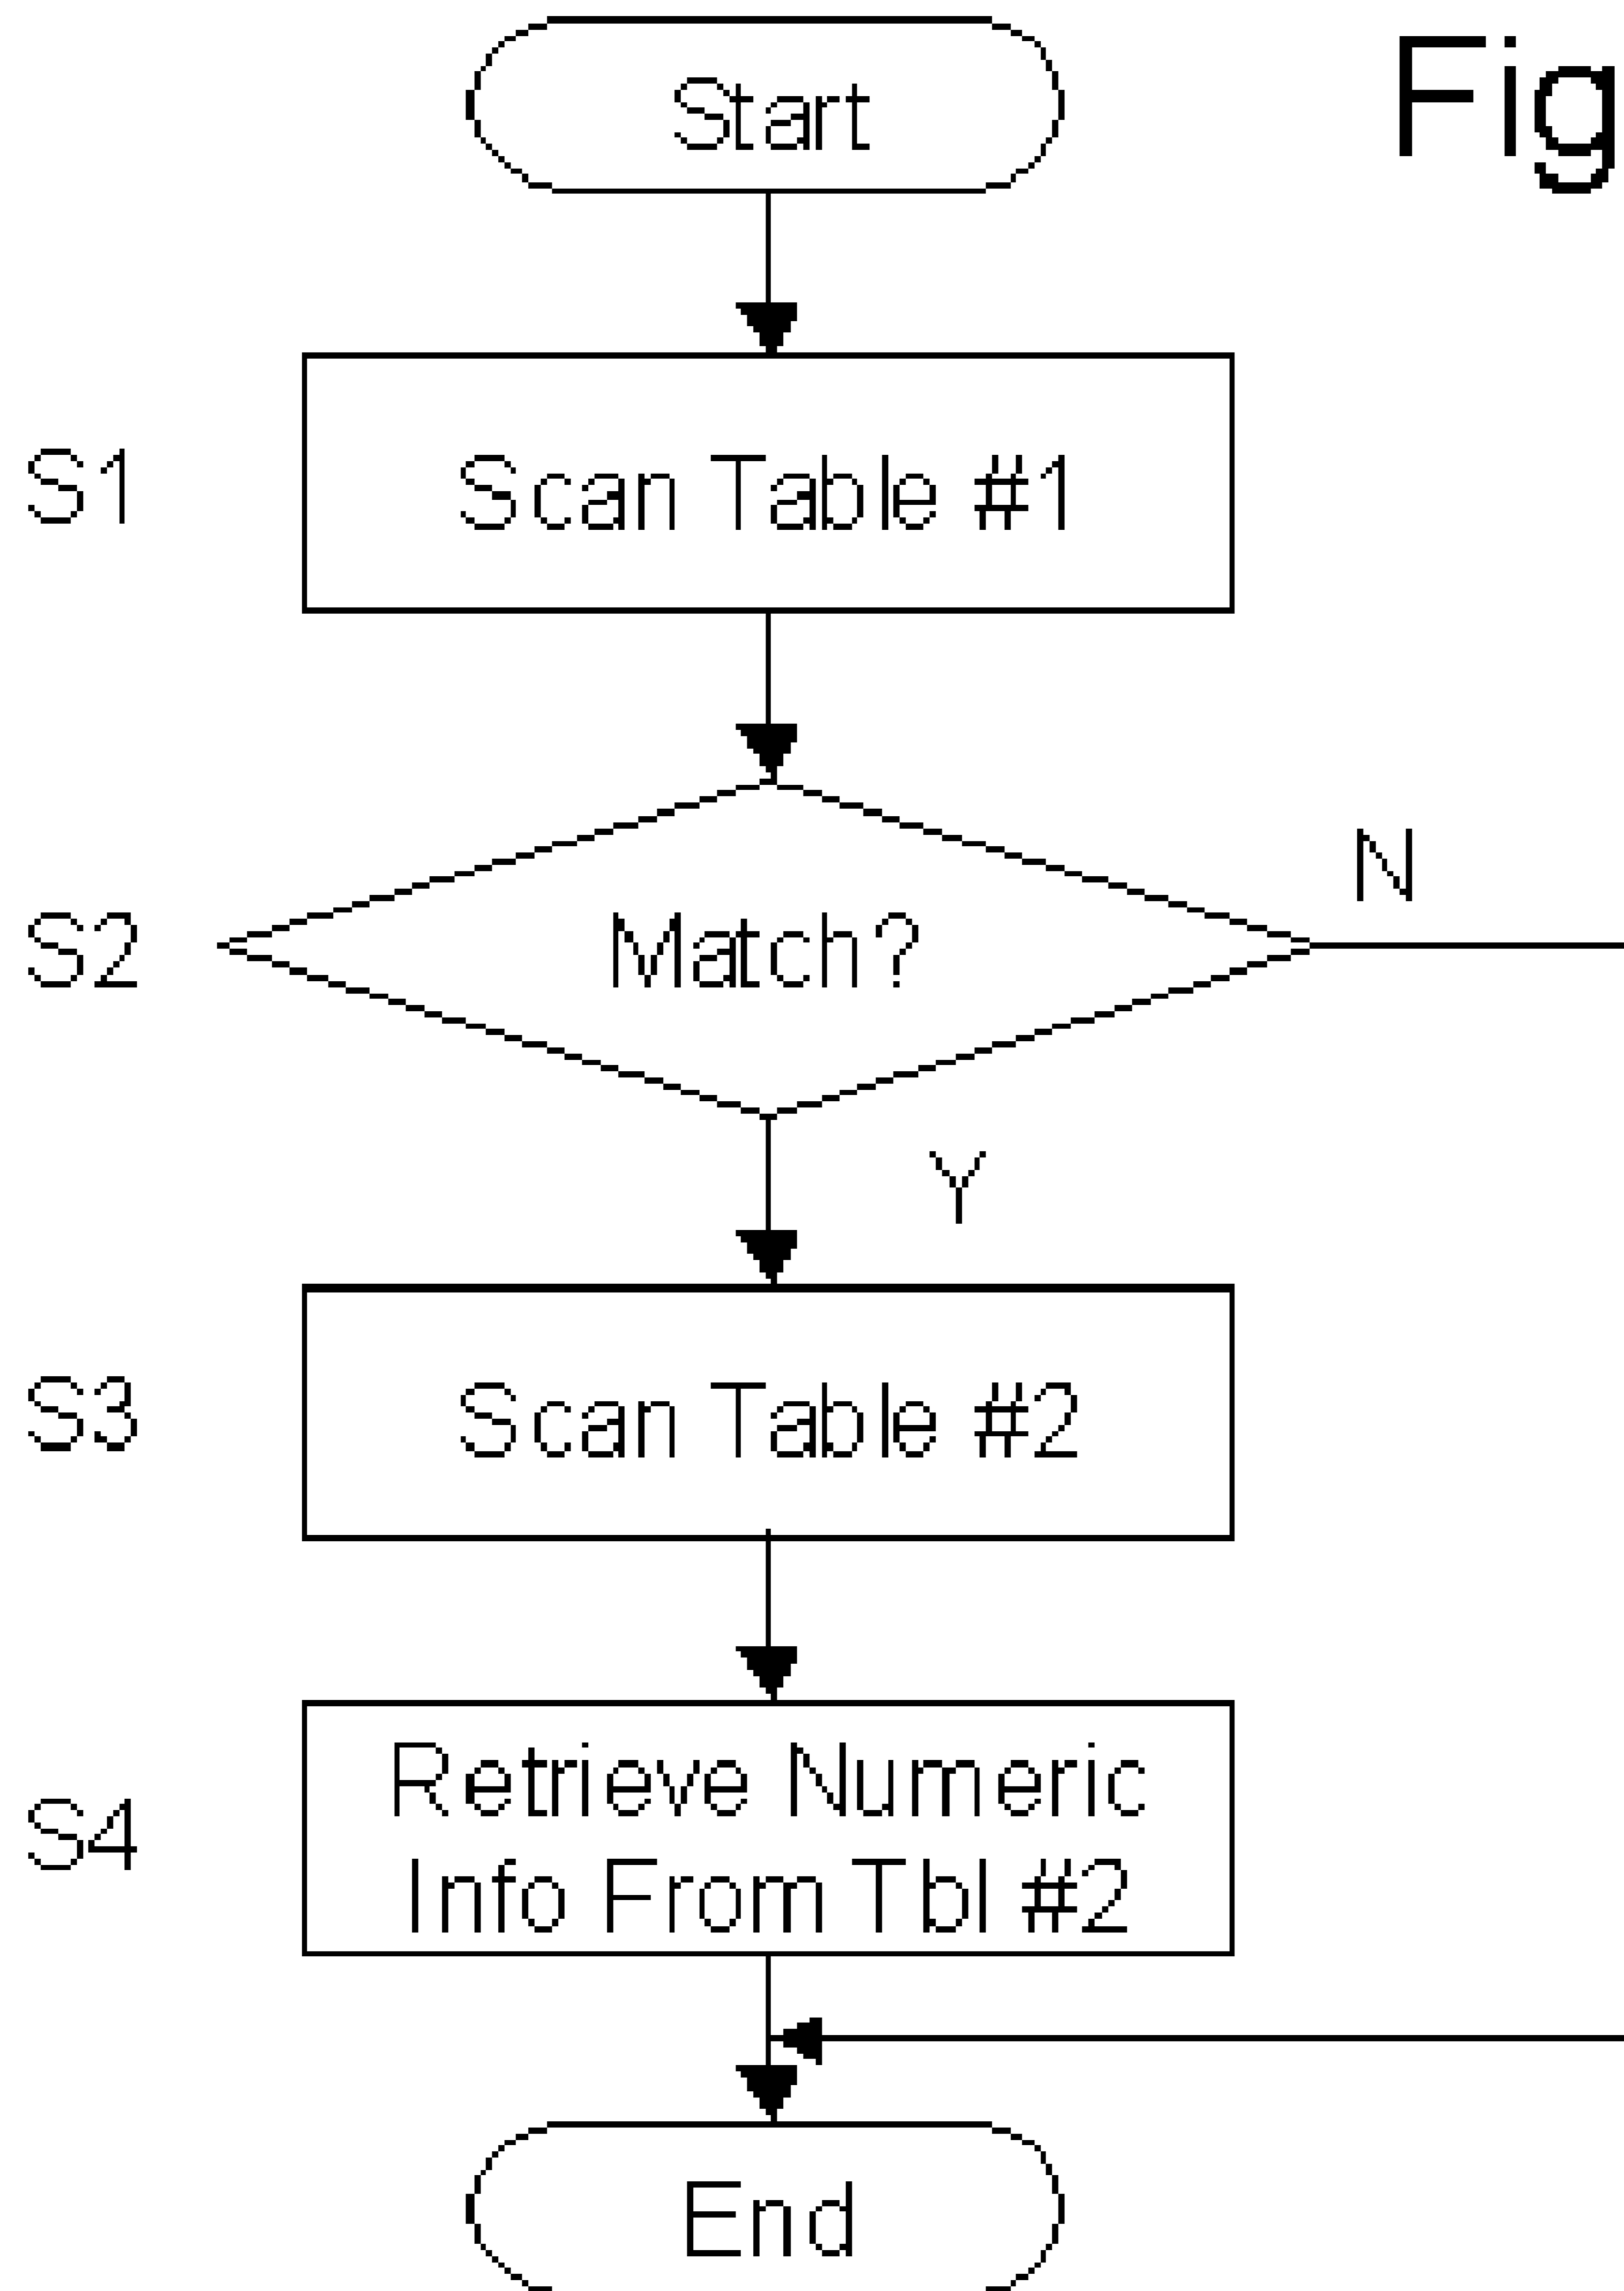 Start
Fig
S1
Scan Table #1
N
S2
Match?
Y
S3
Scan Table #2
S4
Retrieve Numeric
Info From Tbl #2
End